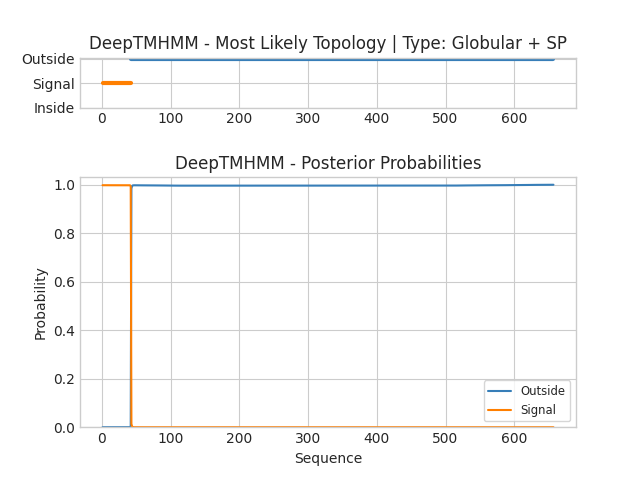 DeepTMHMM - Most Likely Topology | Type: Globular + SP
Outside
Signal
Inside
0 100 200 300 400 500 600
DeepTMHMM - Posterior Probabilities
1.0
0.8
0.6
0.4
0.2
0.0
Probability
Outside
Signal
0 100 200 300 400 500 600
Sequence